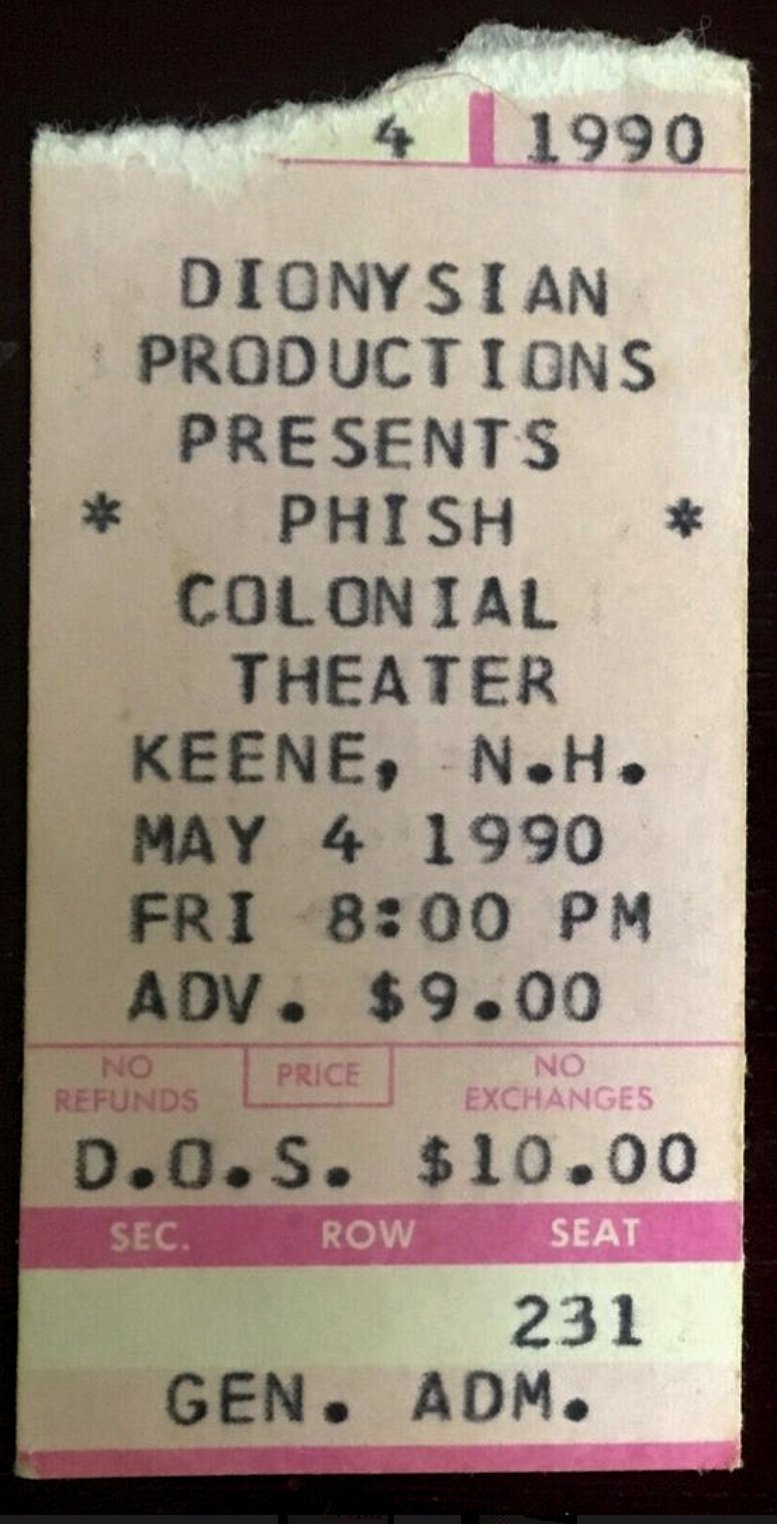 4 1990
DIONYSIAN
PRODUCTIONS
PRESENTS
* PHISH *
COLONIAL
THEATER
KEENE, N.H.
MAY 4 1990
FRI 8:00 PM
ADV. $9.00
NO REFUNDS PRICE NO EXCHANGES
D.O.S. $10.00
SEC. ROW SEAT
231
GEN. ADM.